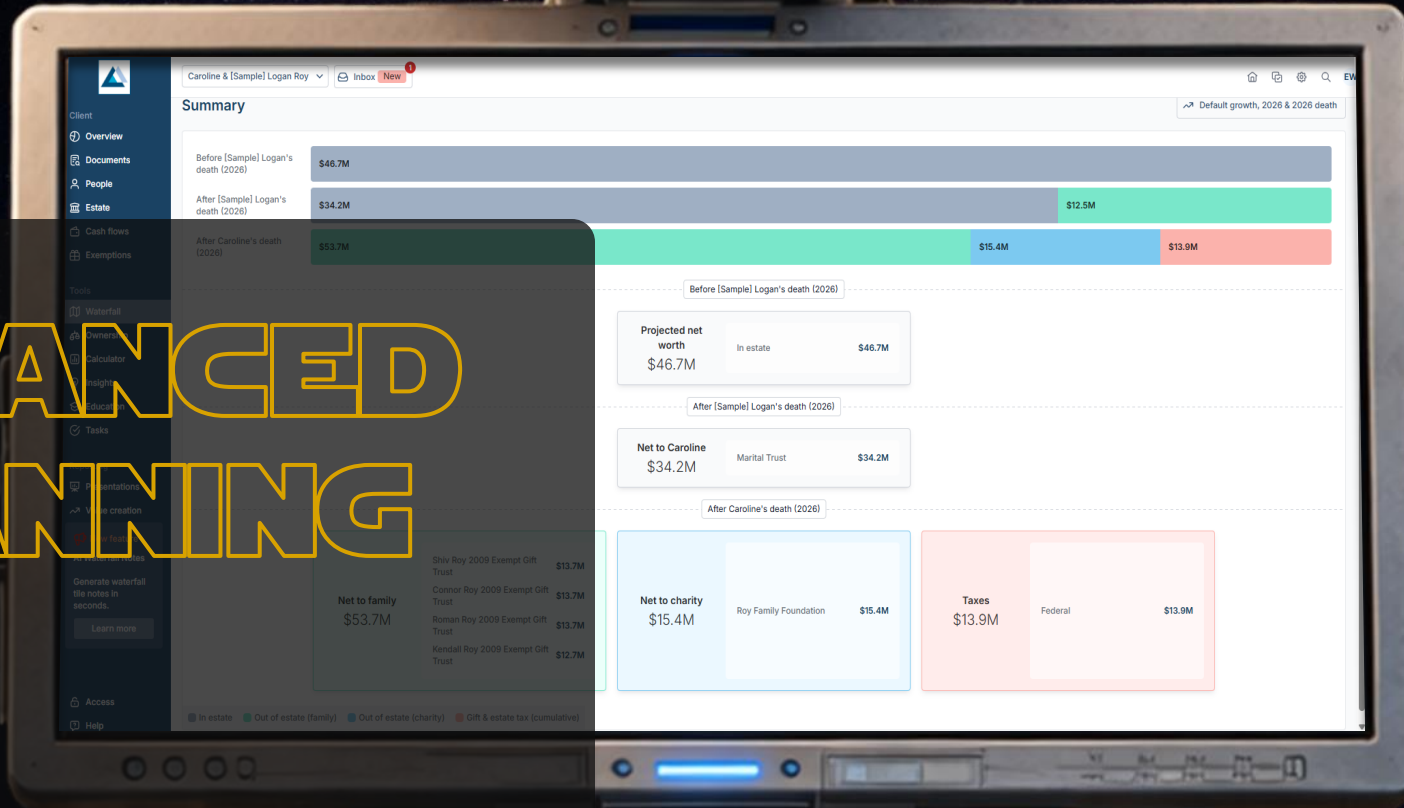 Caroline & [Sample] Logan Roy
Inbox New
1
EW
Summary
Default growth, 2026 & 2026 death
Client
Overview
Documents
People
Estate
Cash flows
Exemptions
Tools
Waterfall
Ownership
Calculator
Insights
Education
Tasks
Presentations
Value creation
Generate waterfall
tile notes in
seconds.
Learn more
Access
Help
Before [Sample] Logan's
death (2026)
$46.7M
After [Sample] Logan's
death (2026)
$34.2M
$12.5M
After Caroline's death
(2026)
$53.7M
$15.4M
$13.9M
ANCED
NNING
Before [Sample] Logan's death (2026)
Projected net
worth
$46.7M
In estate
$46.7M
After [Sample] Logan's death (2026)
Net to Caroline
$34.2M
Marital Trust
$34.2M
After Caroline's death (2026)
Net to family
$53.7M
Shiv Roy 2009 Exempt Gift
Trust
$13.7M
Connor Roy 2009 Exempt Gift
Trust
$13.7M
Roman Roy 2009 Exempt Gift
Trust
$13.7M
Kendall Roy 2009 Exempt Gift
Trust
$12.7M
Net to charity
$15.4M
Roy Family Foundation
$15.4M
Taxes
$13.9M
Federal
$13.9M
In estate
Out of estate (family)
Out of estate (charity)
Gift & estate tax (cumulative)